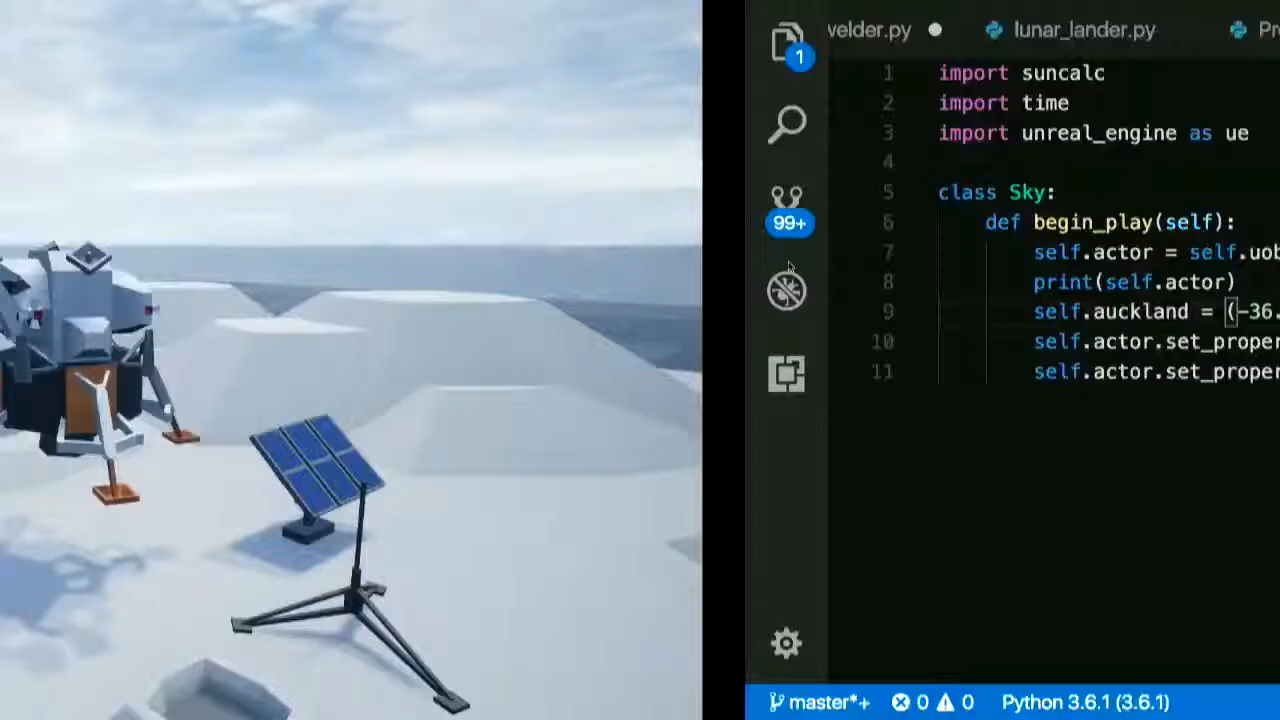 velder.py lunar_lander.py Pr
1
1 import suncalc
2 import time
3 import unreal_engine as ue
4
99+
5 class Sky:
6 def begin_play(self):
7 self.actor = self.uob
8 print(self.actor)
9 self.auckland = (-36.
10 self.actor.set_proper
11 self.actor.set_proper
master*+ 0 0 Python 3.6.1 (3.6.1)